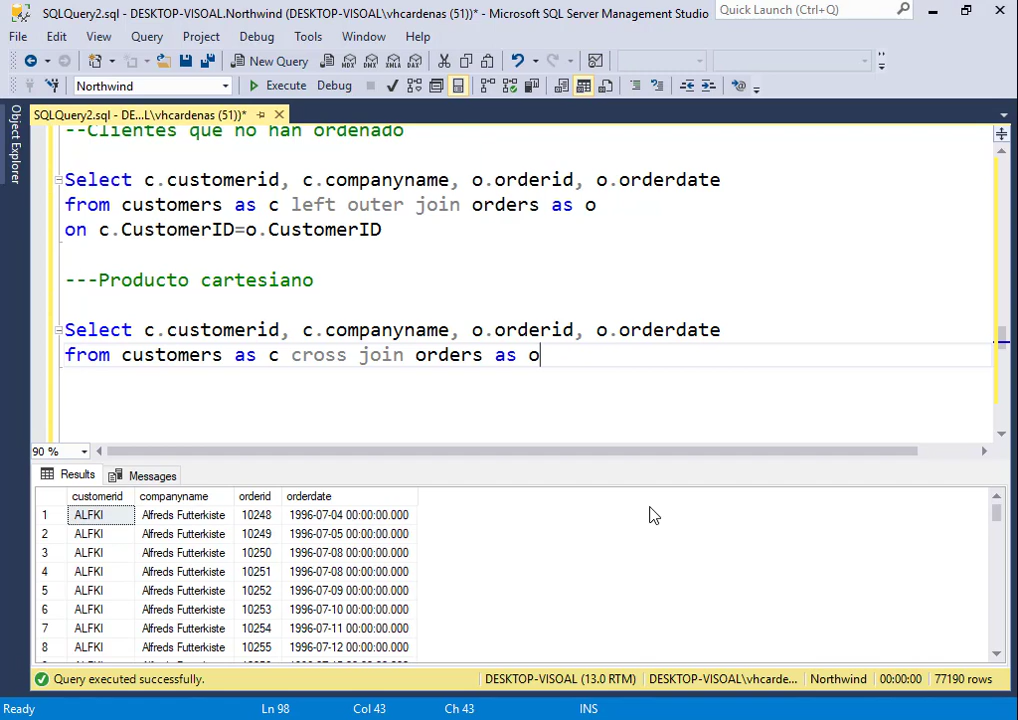 SQLQuery2.sql - DESKTOP-VISOAL.Northwind (DESKTOP-VISOAL\vhcardenas (51))* - Microsoft SQL Server Management Studio
Quick Launch (Ctrl+Q)
File Edit View Query Project Debug Tools Window Help
New Query
Northwind Execute Debug
SQLQuery2.sql - DE...L\vhcardenas (51))*
Object Explorer
--Clientes que no han ordenado
Select c.customerid, c.companyname, o.orderid, o.orderdate
from customers as c left outer join orders as o
on c.CustomerID=o.CustomerID
---Producto cartesiano
Select c.customerid, c.companyname, o.orderid, o.orderdate
from customers as c cross join orders as o
90 %
Results Messages
customerid companyname orderid orderdate
1 ALFKI Alfreds Futterkiste 10248 1996-07-04 00:00:00.000
2 ALFKI Alfreds Futterkiste 10249 1996-07-05 00:00:00.000
3 ALFKI Alfreds Futterkiste 10250 1996-07-08 00:00:00.000
4 ALFKI Alfreds Futterkiste 10251 1996-07-08 00:00:00.000
5 ALFKI Alfreds Futterkiste 10252 1996-07-09 00:00:00.000
6 ALFKI Alfreds Futterkiste 10253 1996-07-10 00:00:00.000
7 ALFKI Alfreds Futterkiste 10254 1996-07-11 00:00:00.000
8 ALFKI Alfreds Futterkiste 10255 1996-07-12 00:00:00.000
Query executed successfully. DESKTOP-VISOAL (13.0 RTM) DESKTOP-VISOAL\vhcarde... Northwind 00:00:00 77190 rows
Ready Ln 98 Col 43 Ch 43 INS